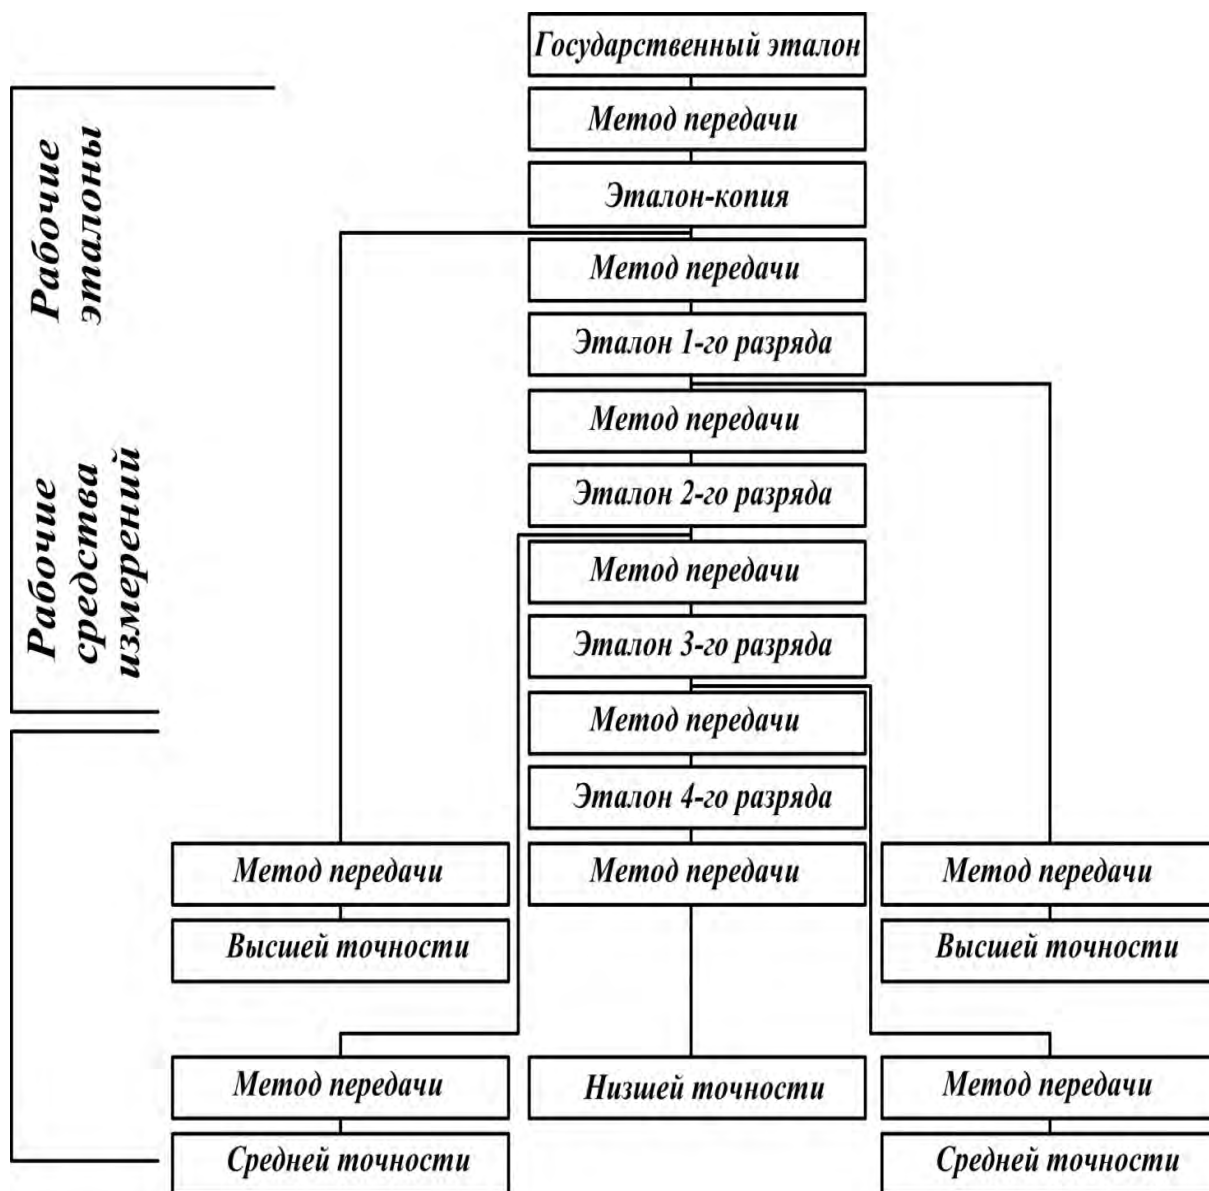 Государственный эталон
Метод передачи
Эталон-копия
Метод передачи
Эталон 1-го разряда
Метод передачи
Эталон 2-го разряда
Метод передачи
Эталон 3-го разряда
Метод передачи
Эталон 4-го разряда
Рабочие
эталоны
Рабочие
средства
измерений
Метод передачи
Метод передачи
Метод передачи
Высшей точности
Высшей точности
Метод передачи
Низшей точности
Метод передачи
Средней точности
Средней точности